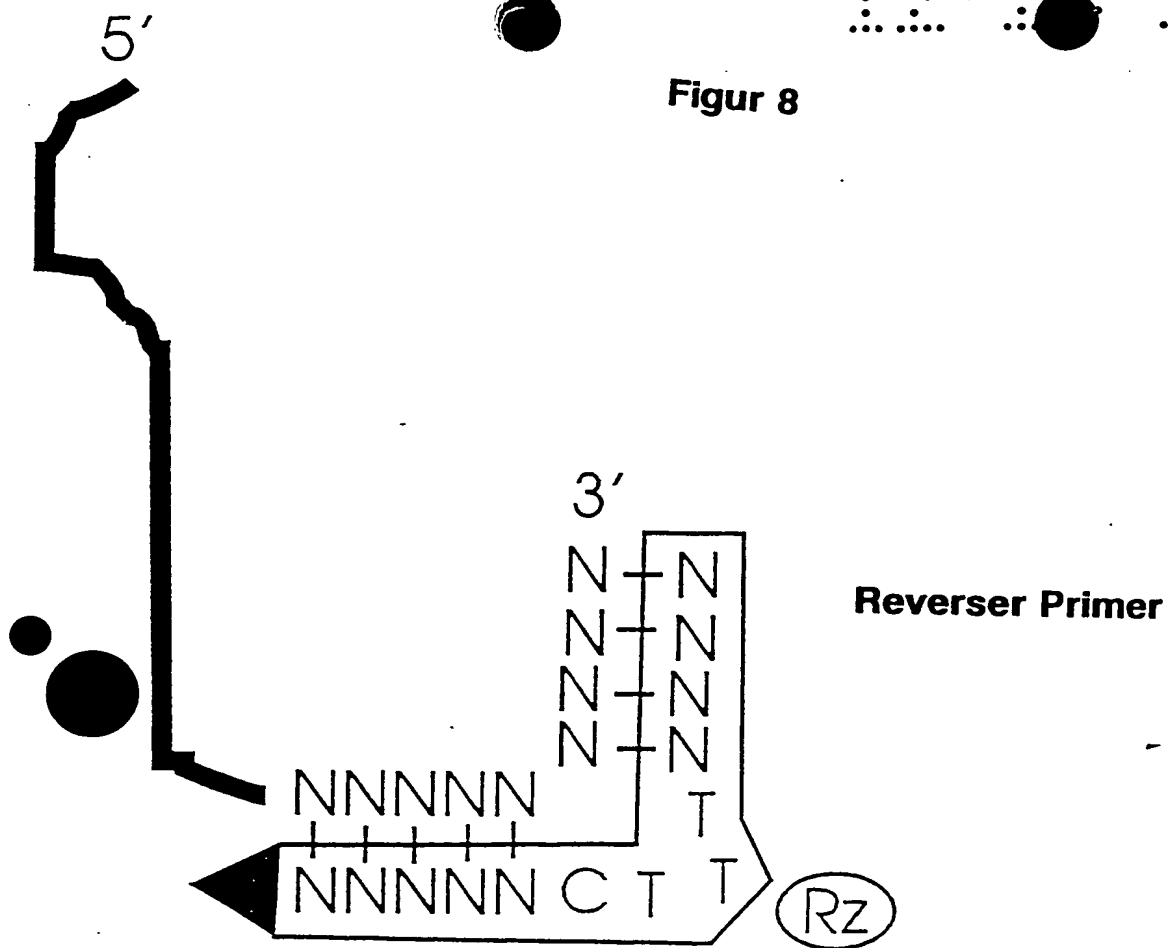 5′
Figur 8
3′
N N
N N
N N
N N
Reverser Primer
NNNNN
T
NNNNN C T T
Rz